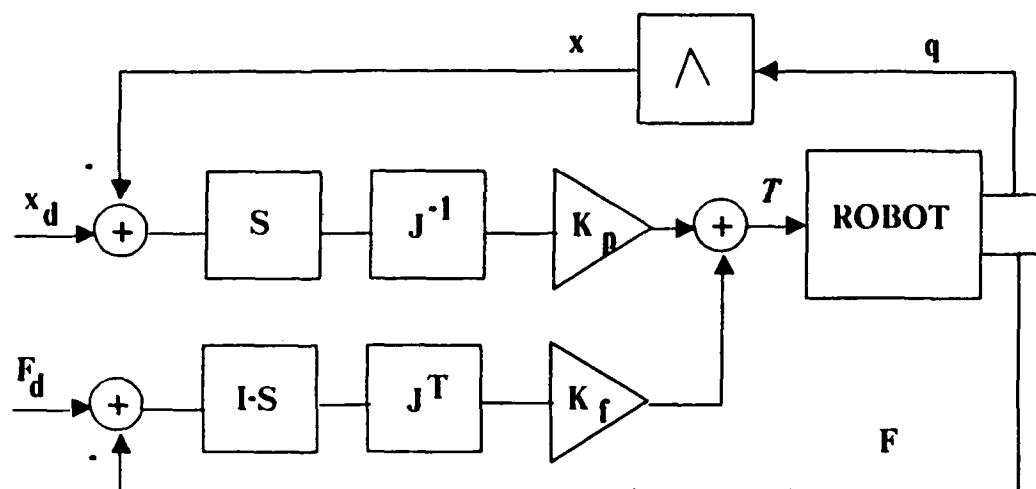 x
q
Λ
-
x_d
+
S
J^-1
K_p
+
T
ROBOT
F_d
+
-
I-S
J^T
K_f
F